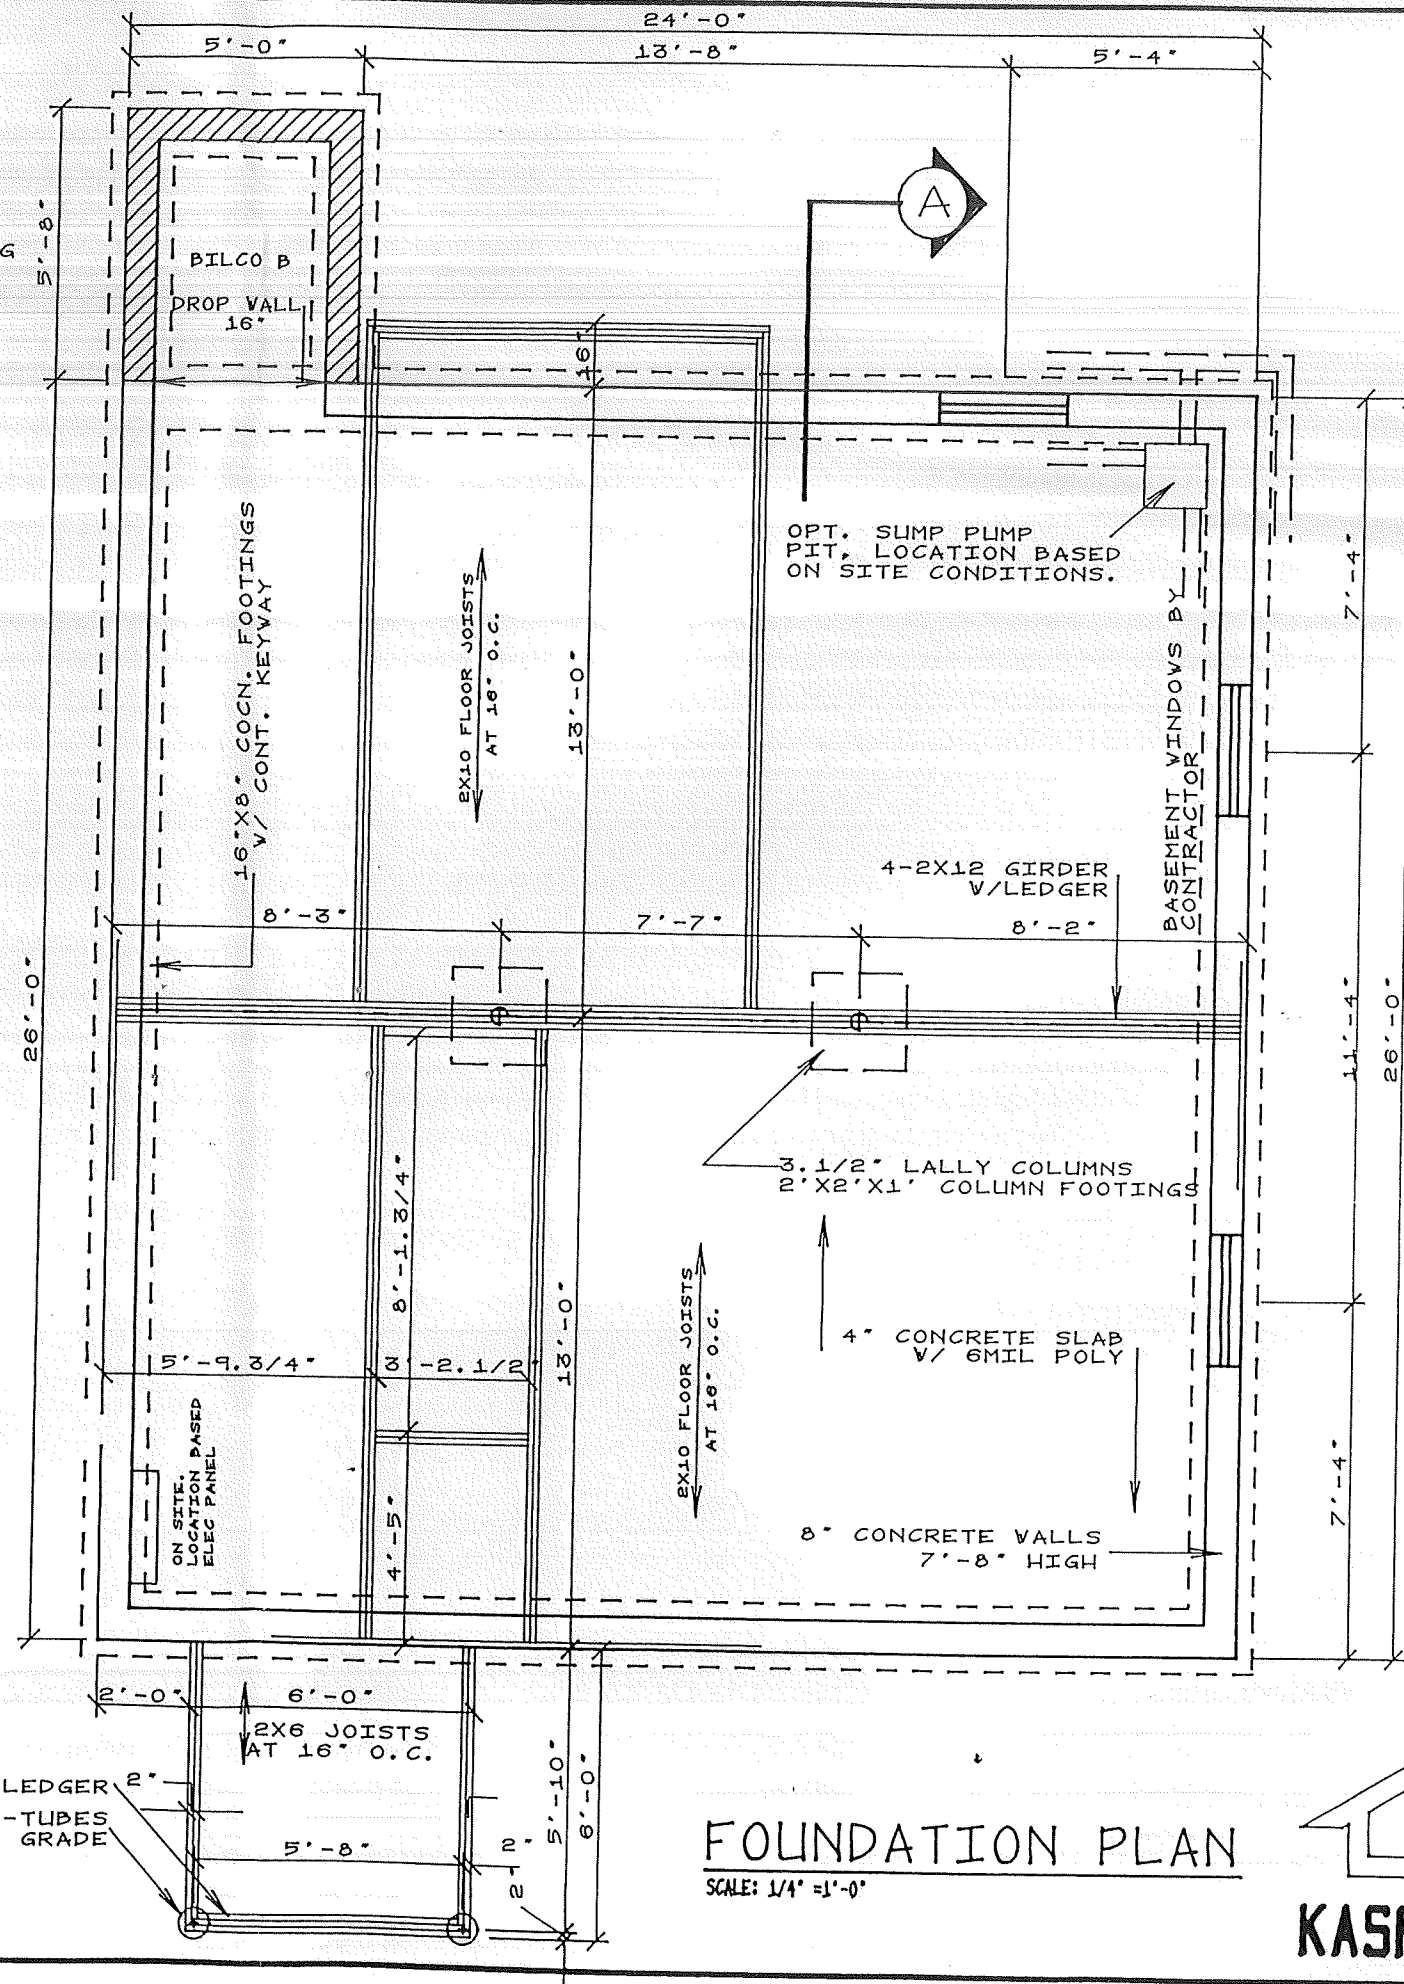 24'-0"
5'-0"
13'-8"
5'-4"
A
5'-8"
G
BILCO B
DROP WALL
16"
16"
OPT. SUMP PUMP
PIT, LOCATION BASED
ON SITE CONDITIONS.
7'-4"
16"X8" COCN. FOOTINGS
W/ CONT. KEYWAY
2X10 FLOOR JOISTS
AT 16" O.C.
13'-0"
BASEMENT WINDOWS BY
CONTRACTOR
4-2X12 GIRDER
W/LEDGER
8'-3"
7'-7"
8'-2"
26'-0"
11'-4"
26'-0"
3.1/2" LALLY COLUMNS
2'X2'X1' COLUMN FOOTINGS
8'-1.3/4"
13'-0"
2X10 FLOOR JOISTS
AT 16" O.C.
4" CONCRETE SLAB
W/ 6MIL POLY
5'-9.3/4"
3'-2.1/2"
ON SITE.
LOCATION BASED
ELEC PANEL
4'-5"
7'-4"
8" CONCRETE WALLS
7'-8" HIGH
2'-0"
6'-0"
2X6 JOISTS
AT 16" O.C.
LEDGER
2"
-TUBES
GRADE
5'-8"
2"
2"
5'-10"
6'-0"
FOUNDATION PLAN
SCALE: 1/4" =1'-0"